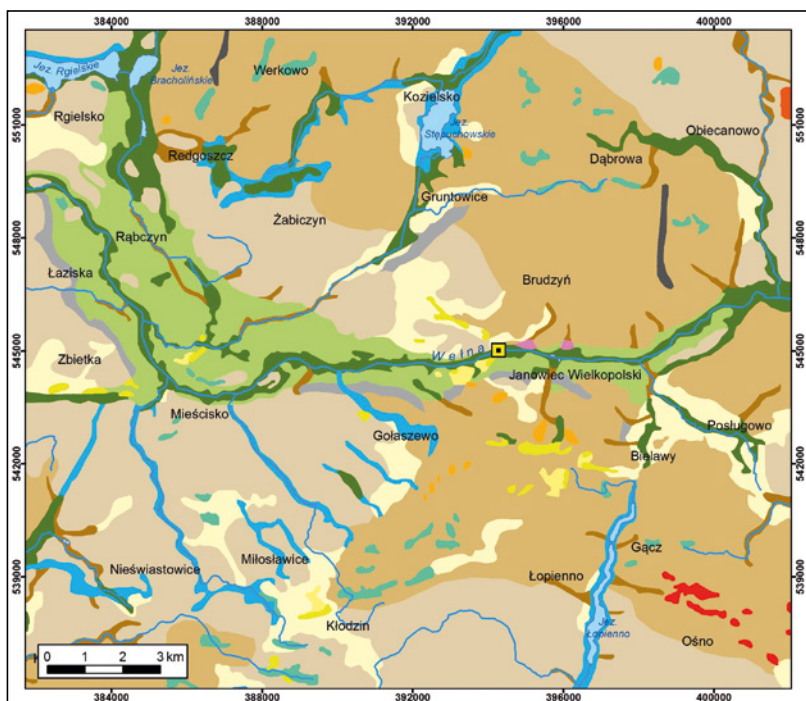 384000 388000 392000 396000 400000
Jez. Rgielskie
Jez.
Bracholińskie
Werkowo
Kozielsko
Rgielsko
551000
551000
Jez.
Stępuchowskie
Obiecanowo
Redgoszcz
Dąbrowa
Gruntowice
Żabiczyn
548000
548000
Rąbczyn
Łaziska
Brudzyń
Wełna
545000
545000
Zbietka
Janowiec Wielkopolski
Mieścisko
Gołaszewo
Posługowo
Bielawy
542000
542000
Gącz
Miłosławice
Nieświastowice
Łopienno
539000
539000
Kłodzin
Jez.
Łopienno
Ośno
0 1 2 3 km
384000 388000 392000 396000 400000